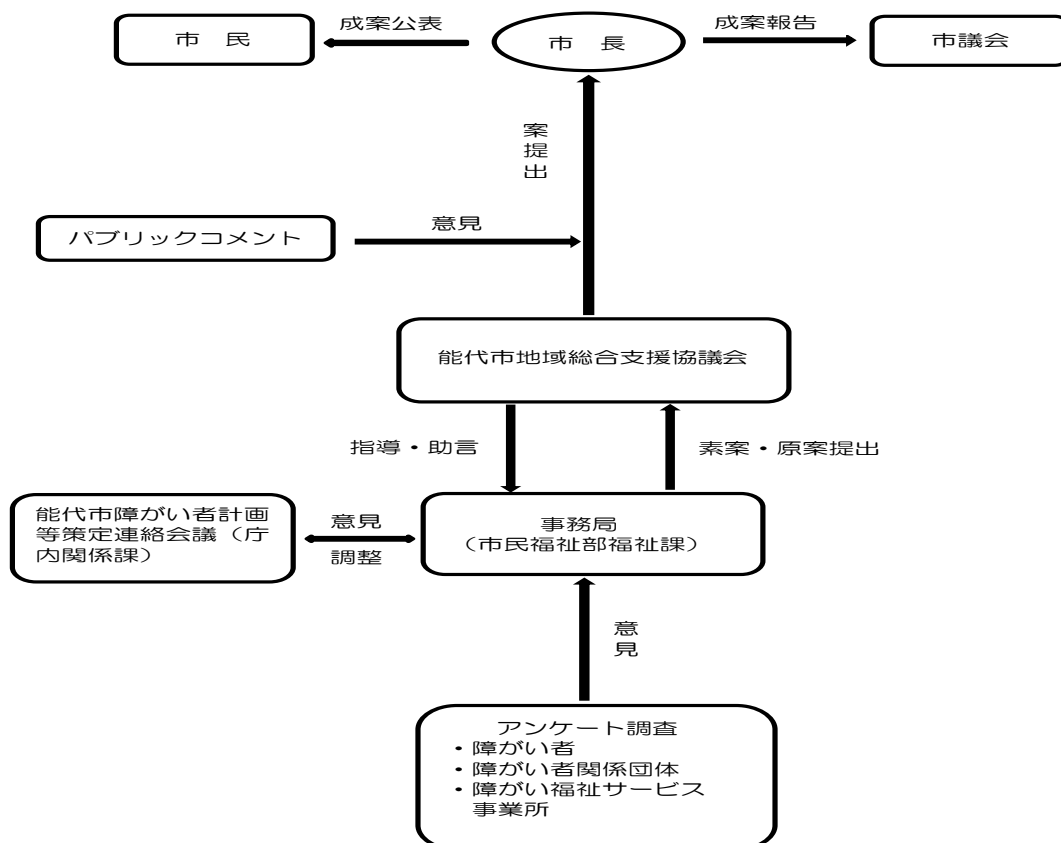 市　民
成案公表
市　長
成案報告
市議会
案提出
パブリックコメント
意見
能代市地域総合支援協議会
指導・助言
素案・原案提出
能代市障がい者計画
等策定連絡会議（庁
内関係課）
意見
調整
事務局
（市民福祉部福祉課）
意見
アンケート調査
・障がい者
・障がい者関係団体
・障がい福祉サービス
事業所